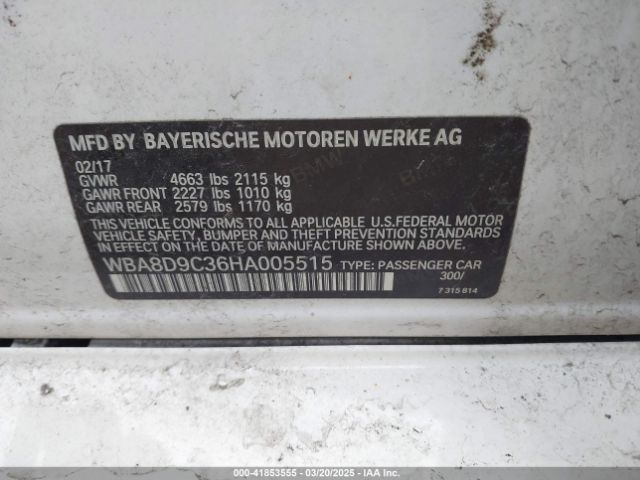 MFD BY BAYERISCHE MOTOREN WERKE AG
02/17
GVWR 4663 lbs 2115 kg
GAWR FRONT 2227 lbs 1010 kg
GAWR REAR 2579 lbs 1170 kg
THIS VEHICLE CONFORMS TO ALL APPLICABLE U.S.FEDERAL MOTOR
VEHICLE SAFETY, BUMPER AND THEFT PREVENTION STANDARDS
IN EFFECT ON THE DATE OF MANUFACTURE SHOWN ABOVE.
WBA8D9C36HA005515 TYPE: PASSENGER CAR
300/
7 315 814
BMW
000-41853555 - 03/20/2025 - IAA Inc.